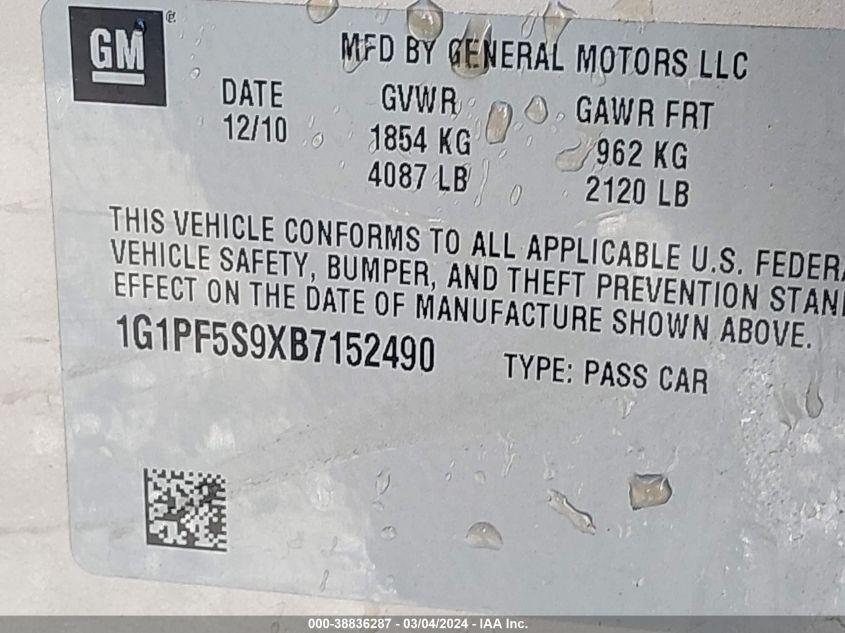 GM
®
MFD BY GENERAL MOTORS LLC
DATE GVWR GAWR FRT
12/10 1854 KG 962 KG
4087 LB 2120 LB
THIS VEHICLE CONFORMS TO ALL APPLICABLE U.S. FEDERA
VEHICLE SAFETY, BUMPER, AND THEFT PREVENTION STAN
EFFECT ON THE DATE OF MANUFACTURE SHOWN ABOVE.
1G1PF5S9XB7152490 TYPE: PASS CAR
000-38836287 - 03/04/2024 - IAA Inc.